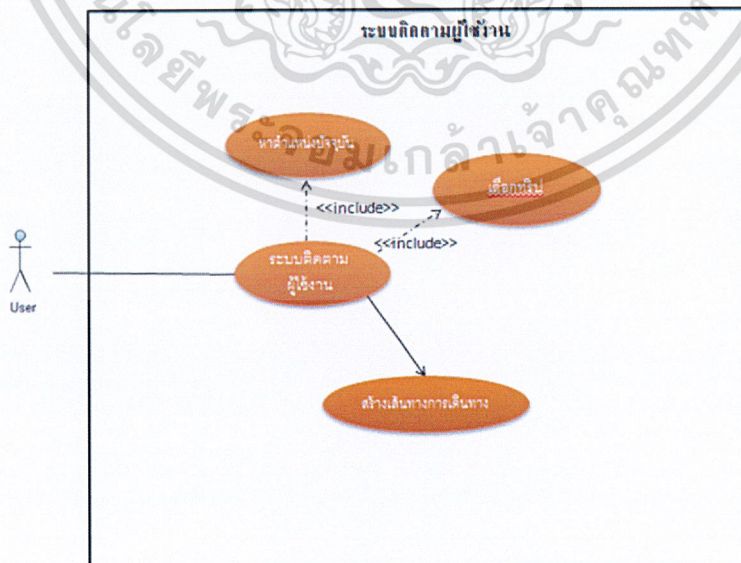 ระบบติดตามผู้ใช้งาน
หาตำแหน่งปัจจุบัน
เลือกทริป
<<include>>
<<include>>
ระบบติดตาม
ผู้ใช้งาน
User
สร้างเส้นทางการเดินทาง